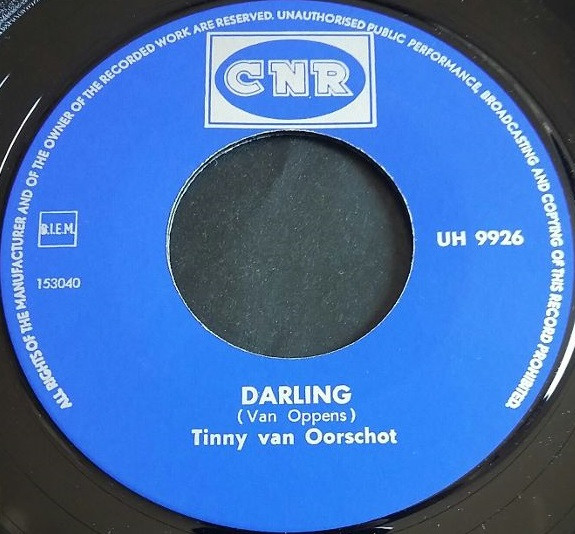 ALL RIGHTS OF THE MANUFACTURER AND OF THE OWNER OF THE RECORDED WORK ARE RESERVED. UNAUTHORISED PUBLIC PERFORMANCE, BROADCASTING AND COPYING OF THIS RECORD PROHIBITED.
CNR
B.I.E.M.
UH 9926
153040
DARLING
(Van Oppens)
Tinny van Oorschot